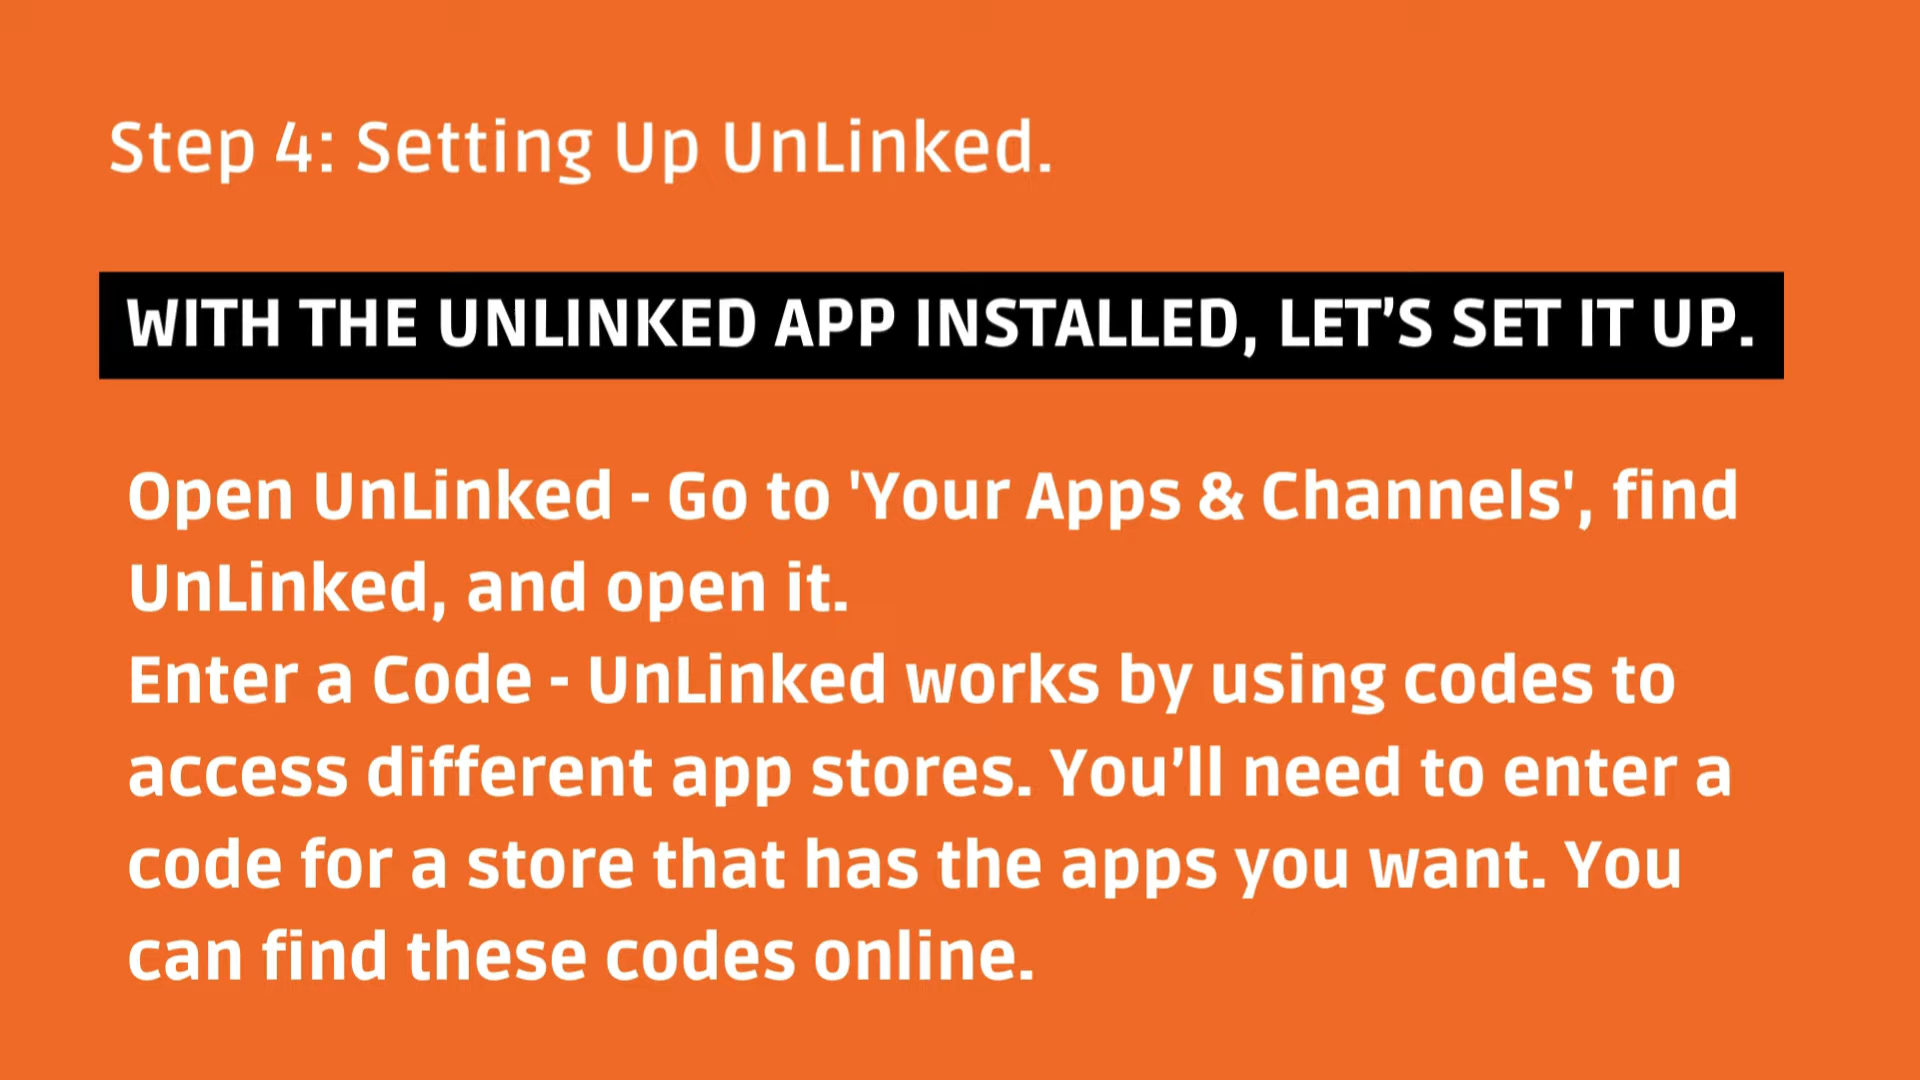 Step 4: Setting Up UnLinked.
WITH THE UNLINKED APP INSTALLED, LET’S SET IT UP.
Open UnLinked - Go to 'Your Apps & Channels', find
UnLinked, and open it.
Enter a Code - UnLinked works by using codes to
access different app stores. You’ll need to enter a
code for a store that has the apps you want. You
can find these codes online.